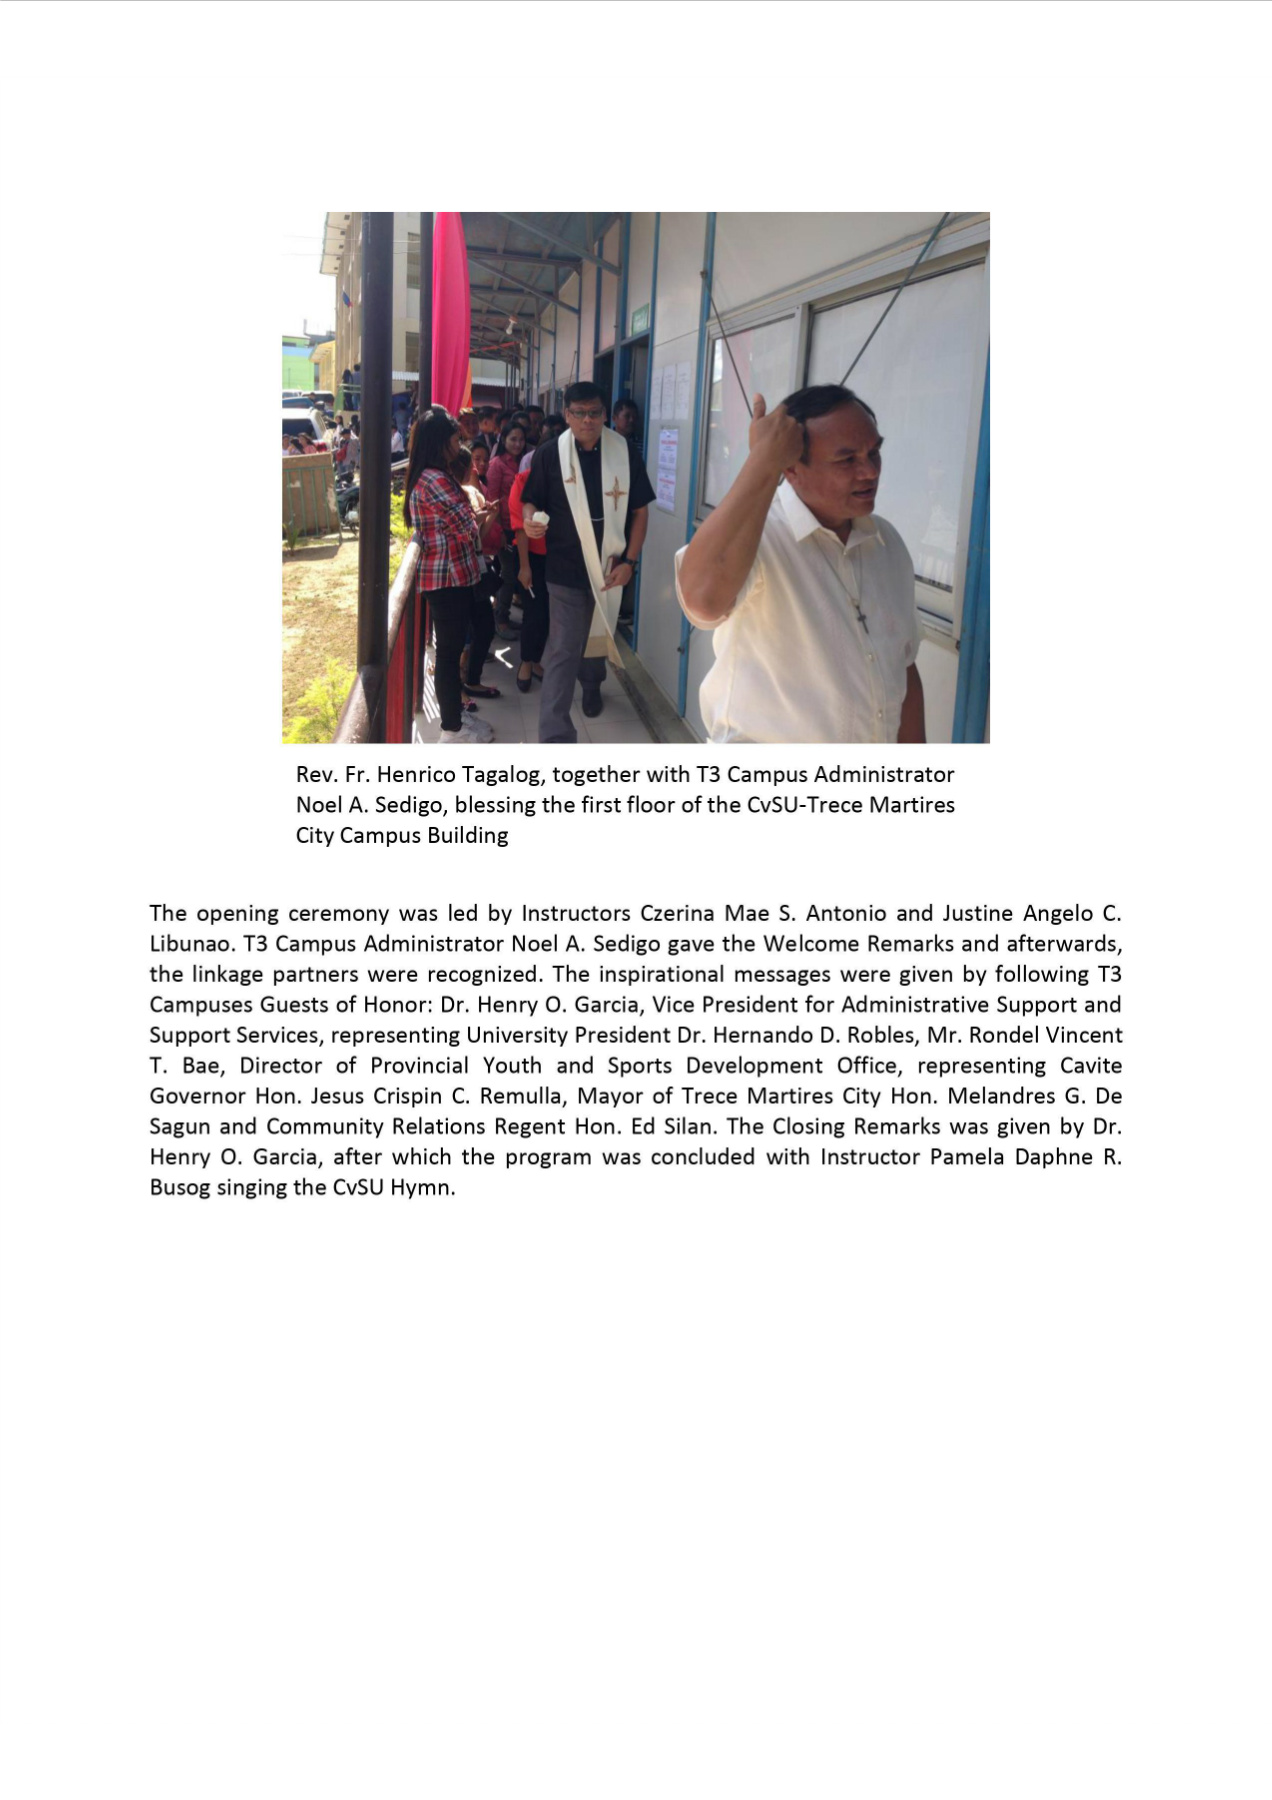 Rev. Fr. Henrico Tagalog, together with T3 Campus Administrator
Noel A. Sedigo, blessing the first floor of the CvSU-Trece Martires
City Campus Building
The opening ceremony was led by Instructors Czerina Mae S. Antonio and Justine Angelo C.
Libunao. T3 Campus Administrator Noel A. Sedigo gave the Welcome Remarks and afterwards,
the linkage partners were recognized. The inspirational messages were given by following T3
Campuses Guests of Honor: Dr. Henry O. Garcia, Vice President for Administrative Support and
Support Services, representing University President Dr. Hernando D. Robles, Mr. Rondel Vincent
T. Bae, Director of Provincial Youth and Sports Development Office, representing Cavite
Governor Hon. Jesus Crispin C. Remulla, Mayor of Trece Martires City Hon. Melandres G. De
Sagun and Community Relations Regent Hon. Ed Silan. The Closing Remarks was given by Dr.
Henry O. Garcia, after which the program was concluded with Instructor Pamela Daphne R.
Busog singing the CvSU Hymn.